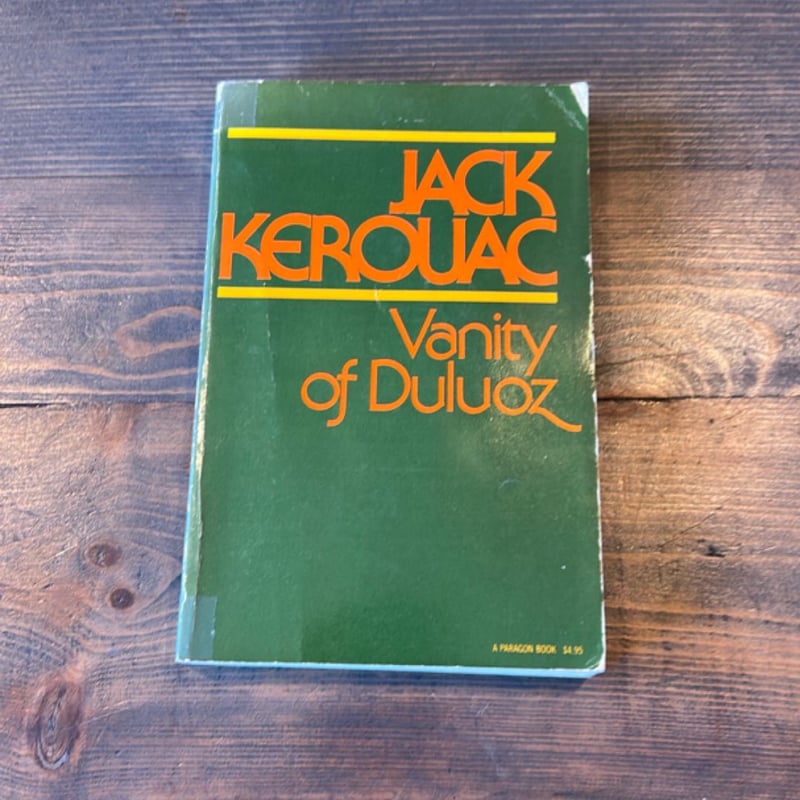 JACK
KEROUAC
Vanity
of Duluoz
A PARAGON BOOK $4.95